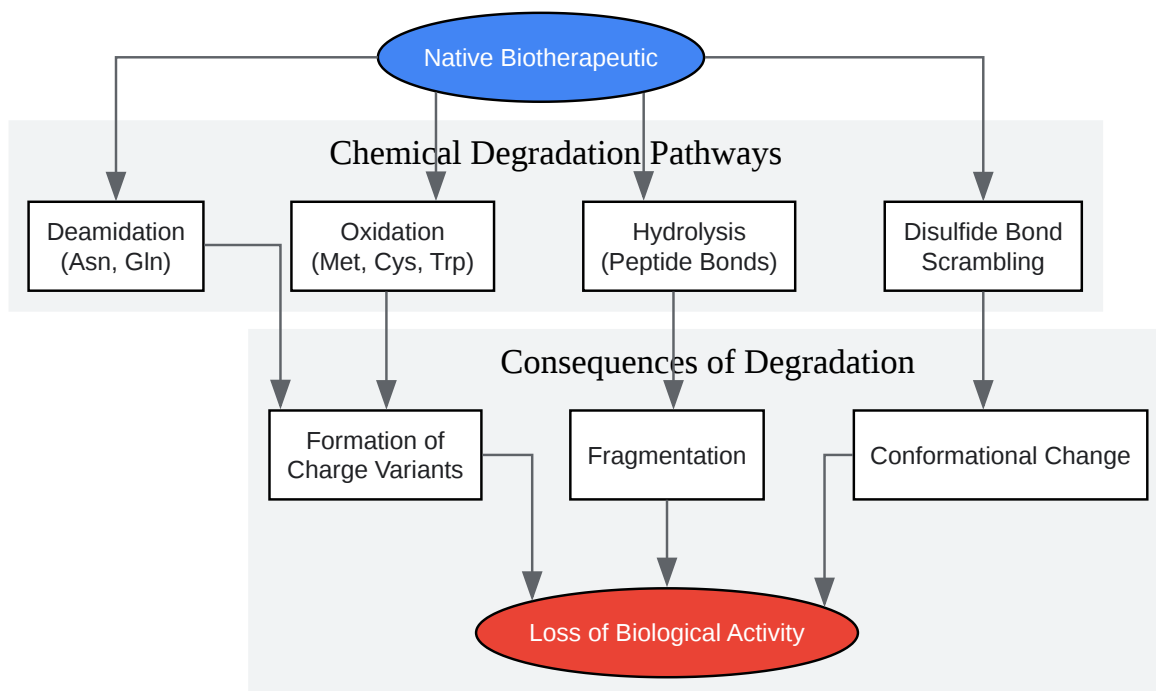 Native Biotherapeutic
Chemical Degradation Pathways
Deamidation
(Asn, Gln)
Oxidation
(Met, Cys, Trp)
Hydrolysis
(Peptide Bonds)
Disulfide Bond
Scrambling
Consequences of Degradation
Formation of
Charge Variants
Fragmentation
Conformational Change
Loss of Biological Activity